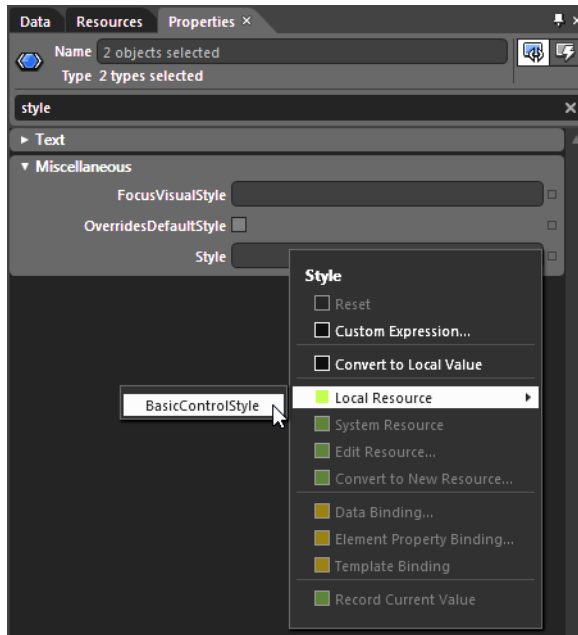 Data Resources Properties ×
Name 2 objects selected
Type 2 types selected
style
Text
Miscellaneous
FocusVisualStyle
OverridesDefaultStyle
Style
Style
Reset
Custom Expression...
Convert to Local Value
Local Resource
BasicControlStyle
System Resource
Edit Resource...
Convert to New Resource...
Data Binding...
Element Property Binding...
Template Binding
Record Current Value